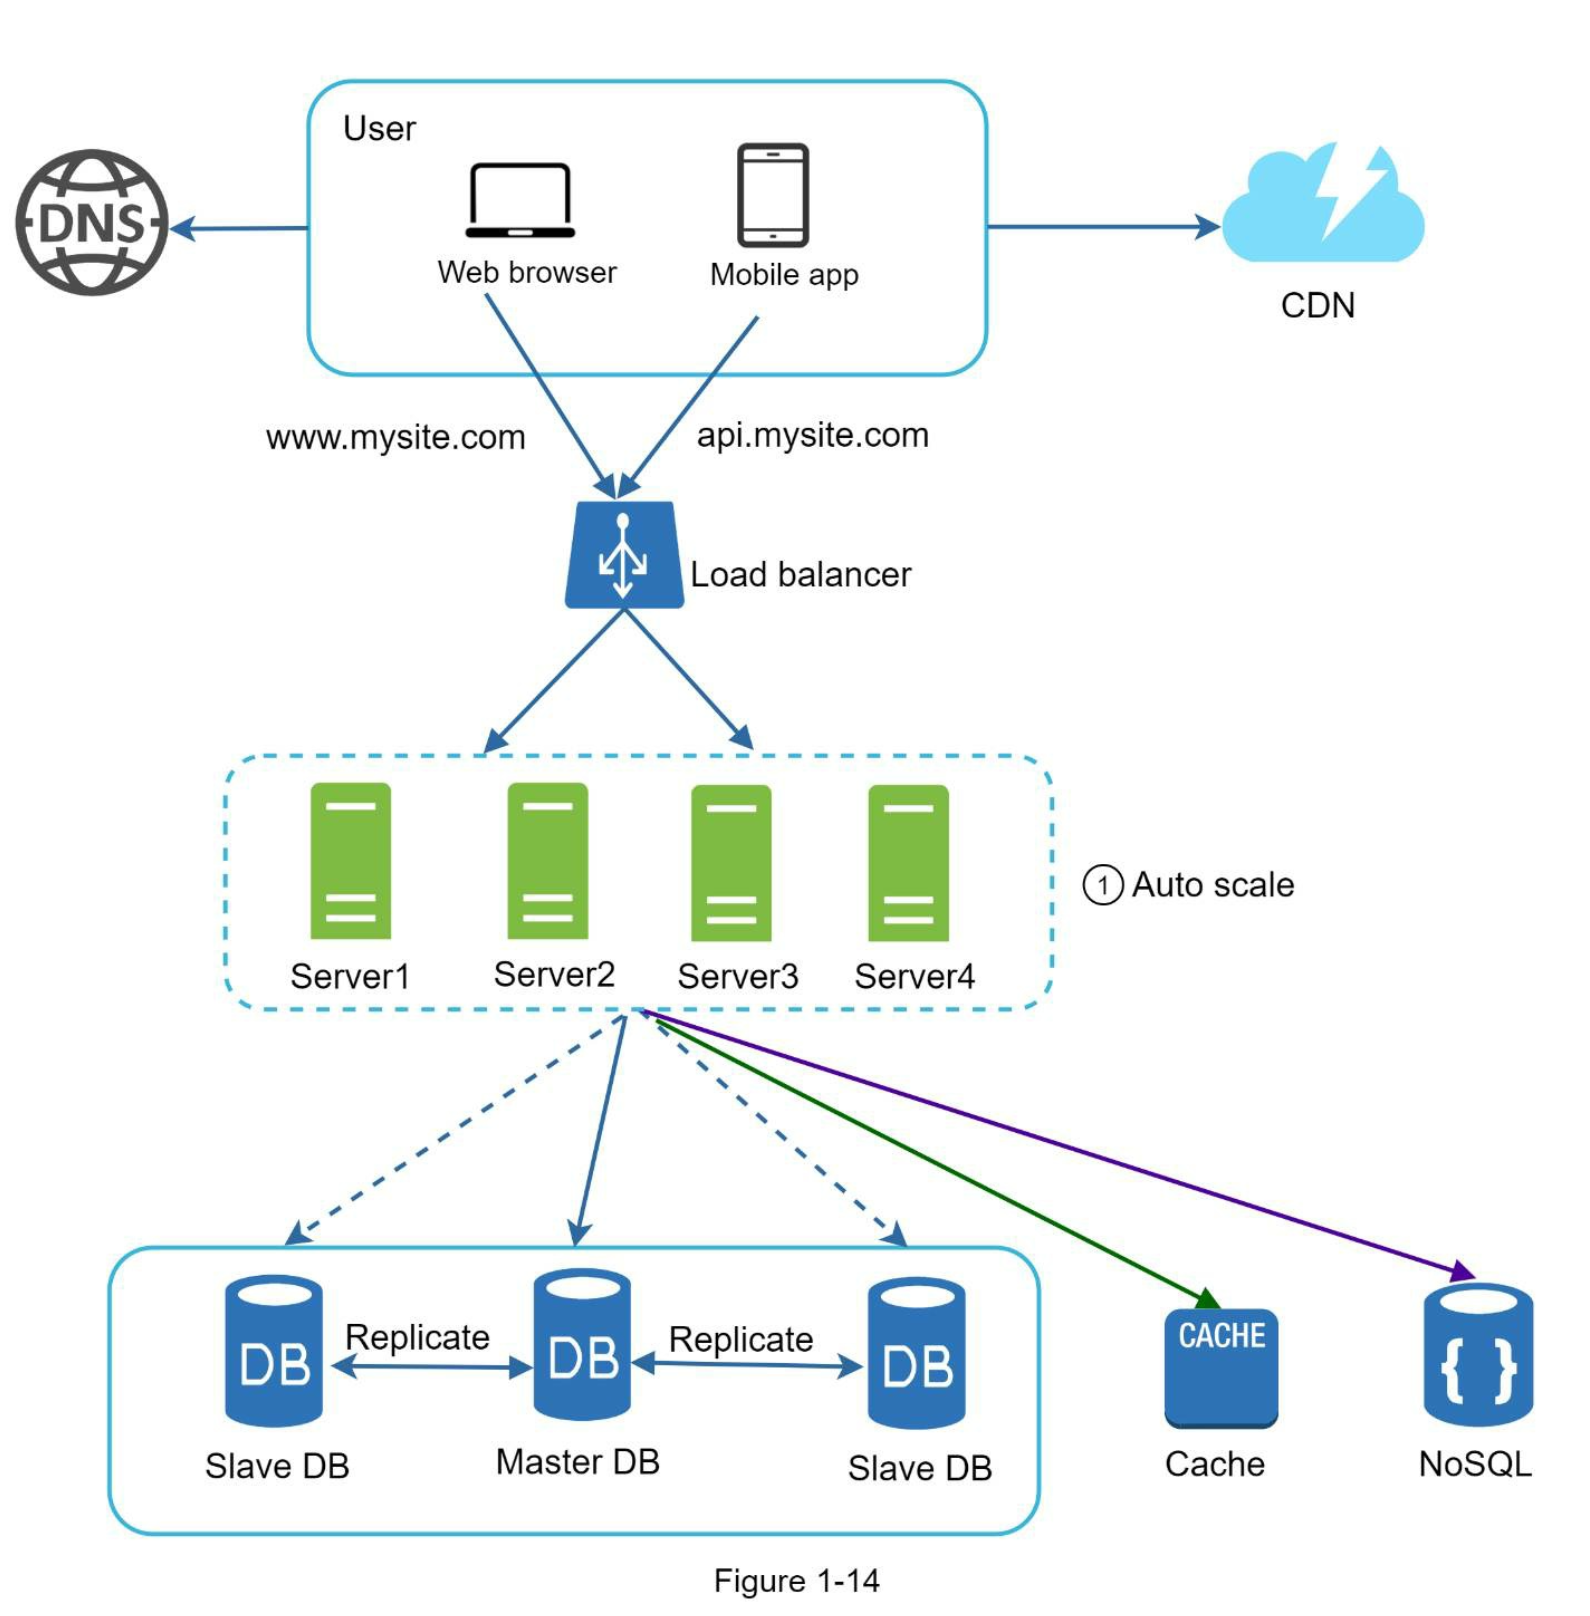 User
DNS
Web browser
Mobile app
CDN
www.mysite.com
api.mysite.com
Load balancer
Server1
Server2
Server3
Server4
1 Auto scale
Replicate
Replicate
DB
DB
DB
CACHE
{ }
Slave DB
Master DB
Slave DB
Cache
NoSQL
Figure 1-14